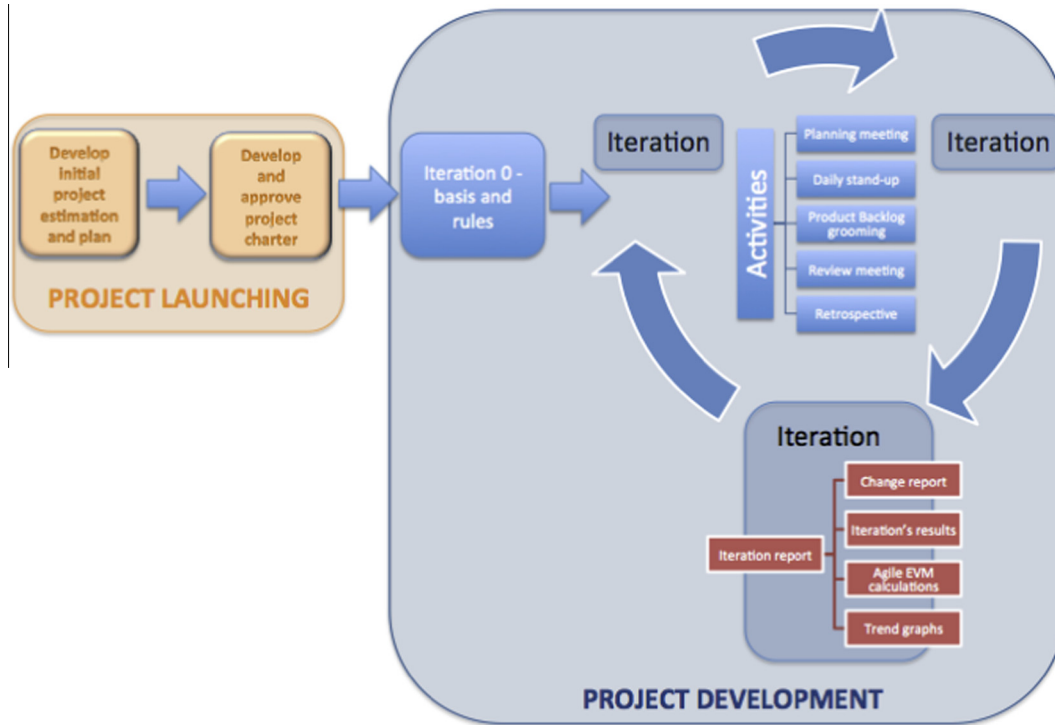 Develop
initial
project
estimation
and plan
Develop
and
approve
project
charter
PROJECT LAUNCHING
Iteration 0 -
basis and
rules
Iteration
Activities
Planning meeting
Daily stand-up
Product Backlog
grooming
Review meeting
Retrospective
Iteration
Iteration
Iteration report
Change report
Iteration's results
Agile EVM
calculations
Trend graphs
PROJECT DEVELOPMENT